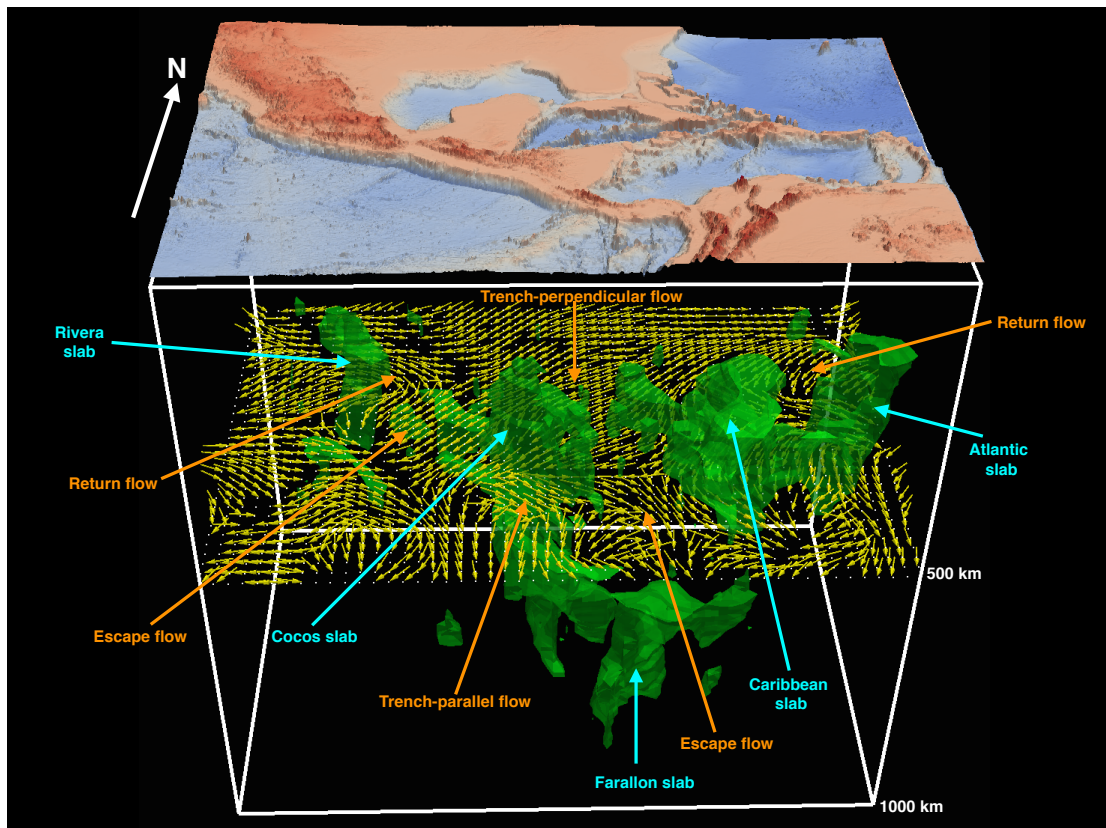 N
Trench-perpendicular flow
Return flow
Rivera
slab
Atlantic
slab
Return flow
500 km
Escape flow
Cocos slab
Caribbean
slab
Trench-parallel flow
Escape flow
Farallon slab
1000 km